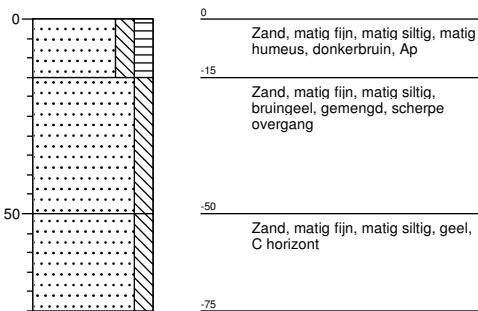 0
0
Zand, matig fijn, matig siltig, matig
humeus, donkerbruin, Ap
-15
Zand, matig fijn, matig siltig,
bruingeel, gemengd, scherpe
overgang
50
-50
Zand, matig fijn, matig siltig, geel,
C horizont
-75